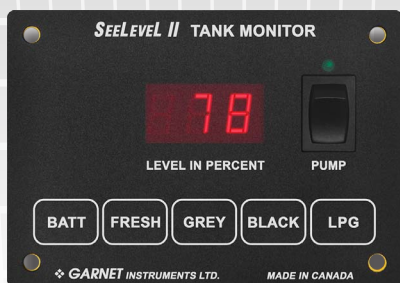 SEELEVEL II TANK MONITOR
78
LEVEL IN PERCENT
PUMP
BATT FRESH GREY BLACK LPG
GARNET INSTRUMENTS LTD. MADE IN CANADA